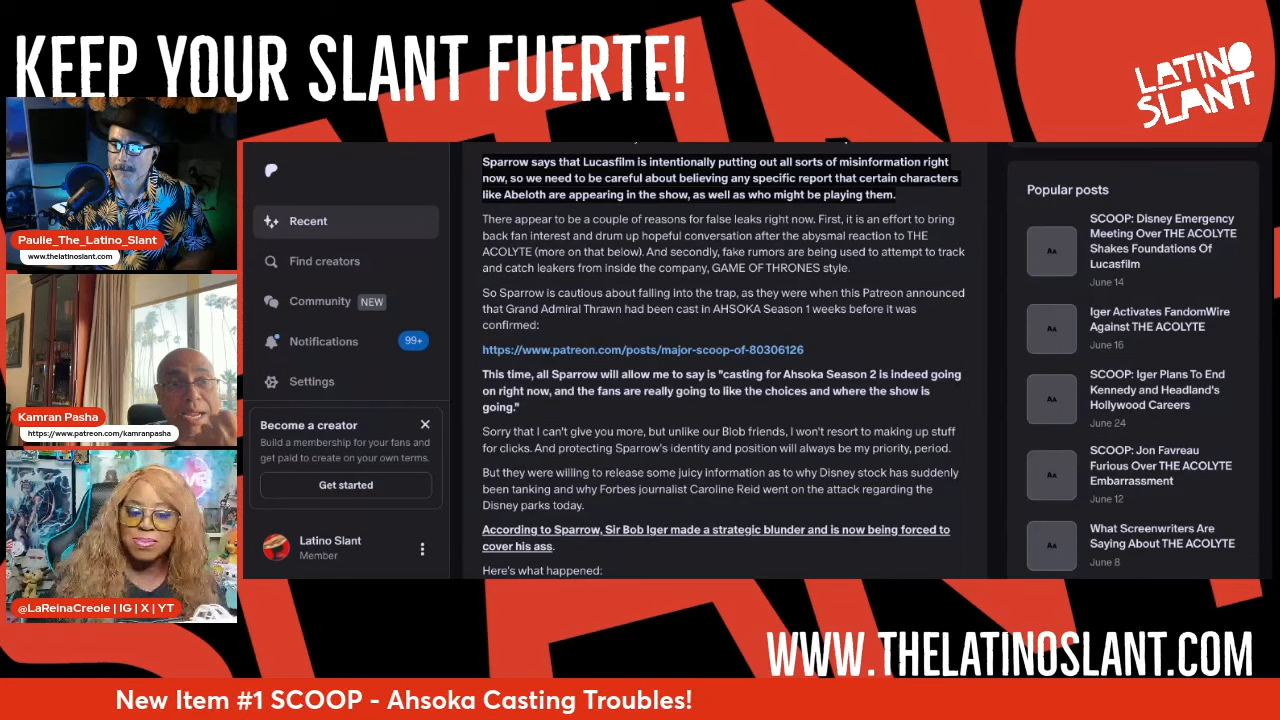 KEEP YOUR SLANT FUERTE!
LATINO
SLANT
Paulie_The_Latino_Slant
www.thelatinoslant.com
Kamran Pasha
https://www.patreon.com/kamranpasha
@LaReinaCreole | IG | X | YT
Recent
Find creators
Community NEW
Notifications 99+
Settings
Become a creator
Build a membership for your fans and
get paid to create on your own terms.
Get started
Latino Slant
Member
Sparrow says that Lucasfilm is intentionally putting out all sorts of misinformation right
now, so we need to be careful about believing any specific report that certain characters
like Abeloth are appearing in the show, as well as who might be playing them.
There appear to be a couple of reasons for false leaks right now. First, it is an effort to bring
back fan interest and drum up hopeful conversation after the abysmal reaction to THE
ACOLYTE (more on that below). And secondly, fake rumors are being used to attempt to track
and catch leakers from inside the company, GAME OF THRONES style.
So Sparrow is cautious about falling into the trap, as they were when this Patreon announced
that Grand Admiral Thrawn had been cast in AHSOKA Season 1 weeks before it was
confirmed:
https://www.patreon.com/posts/major-scoop-of-80306126
This time, all Sparrow will allow me to say is "casting for Ahsoka Season 2 is indeed going
on right now, and the fans are really going to like the choices and where the show is
going."
Sorry that I can't give you more, but unlike our Blob friends, I won't resort to making up stuff
for clicks. And protecting Sparrow's identity and position will always be my priority, period.
But they were willing to release some juicy information as to why Disney stock has suddenly
been tanking and why Forbes journalist Caroline Reid went on the attack regarding the
Disney parks today.
According to Sparrow, Sir Bob Iger made a strategic blunder and is now being forced to
cover his ass.
Here's what happened:
Popular posts
Aa
SCOOP: Disney Emergency
Meeting Over THE ACOLYTE
Shakes Foundations Of
Lucasfilm
June 14
Aa
Iger Activates FandomWire
Against THE ACOLYTE
June 16
Aa
SCOOP: Iger Plans To End
Kennedy and Headland's
Hollywood Careers
June 24
Aa
SCOOP: Jon Favreau
Furious Over THE ACOLYTE
Embarrassment
June 12
Aa
What Screenwriters Are
Saying About THE ACOLYTE
June 8
WWW.THELATINOSLANT.COM
New Item #1 SCOOP - Ahsoka Casting Troubles!